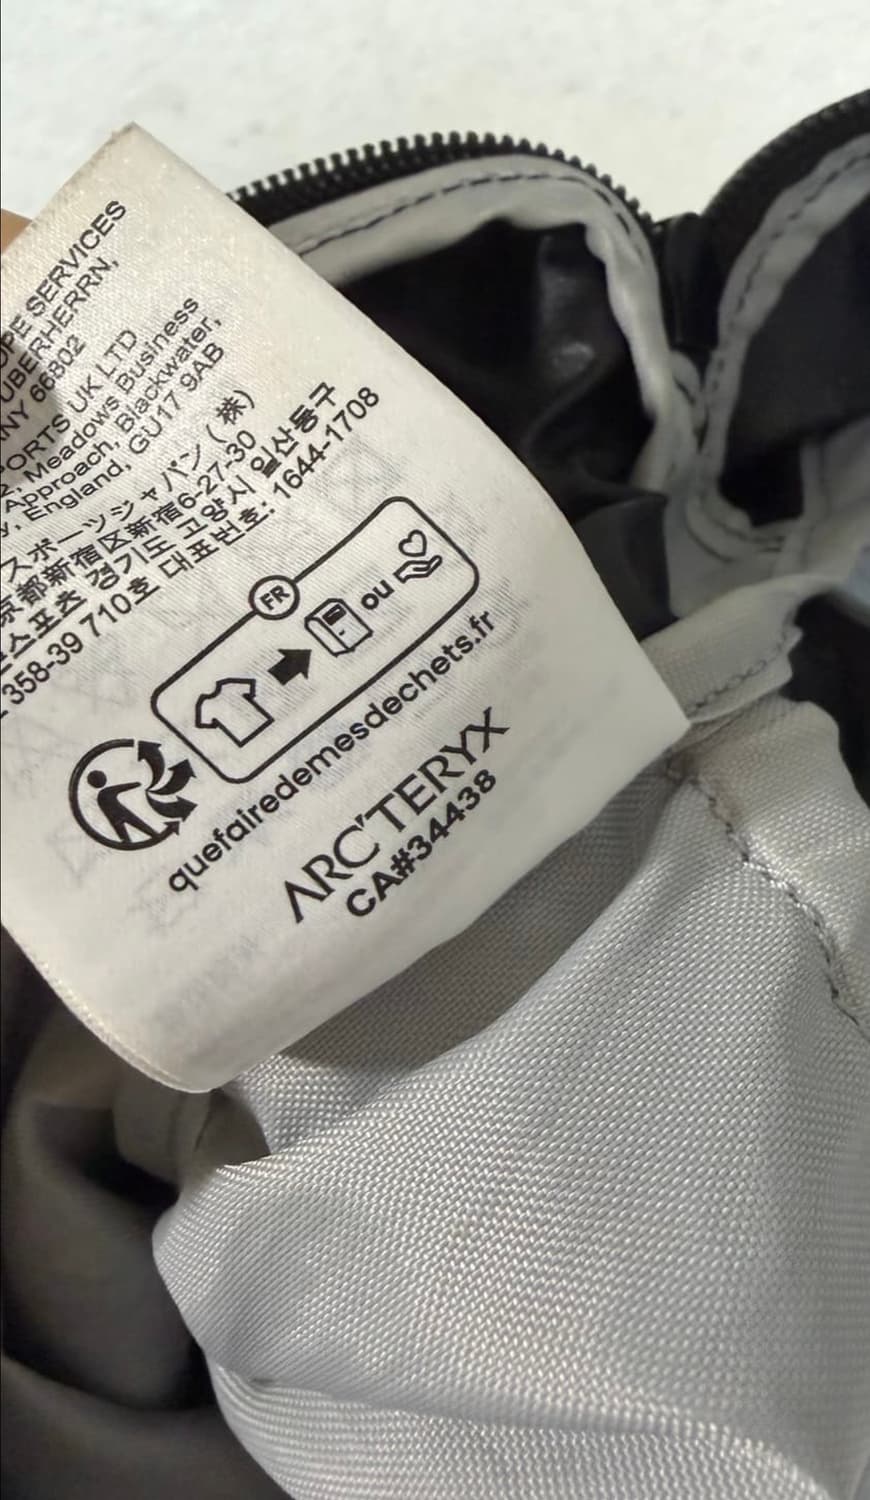 OPE SERVICES
UBERHERRN,
NY 66802
ORTS UK LTD
2, Meadows Business
Approach, Blackwater,
y, England, GU17 9AB
スポーツジャパン (株)
京都新宿区新宿6-27-30
스포츠 경기도 고양시 일산동구
358-39 710호 대표번호: 1644-1708
FR
ou
quefairedemesdechets.fr
ARC'TERYX
CA#34438